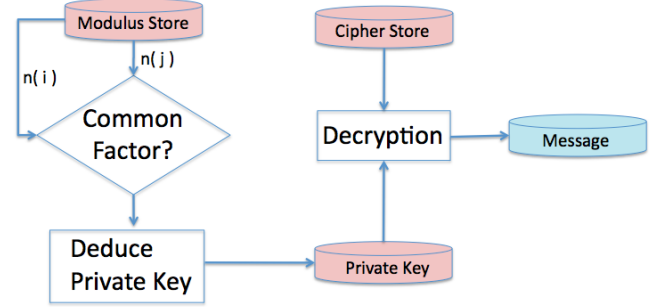 Modulus Store
Cipher Store
n( i )
n( j )
Common
Factor?
Decryption
Message
Deduce
Private Key
Private Key